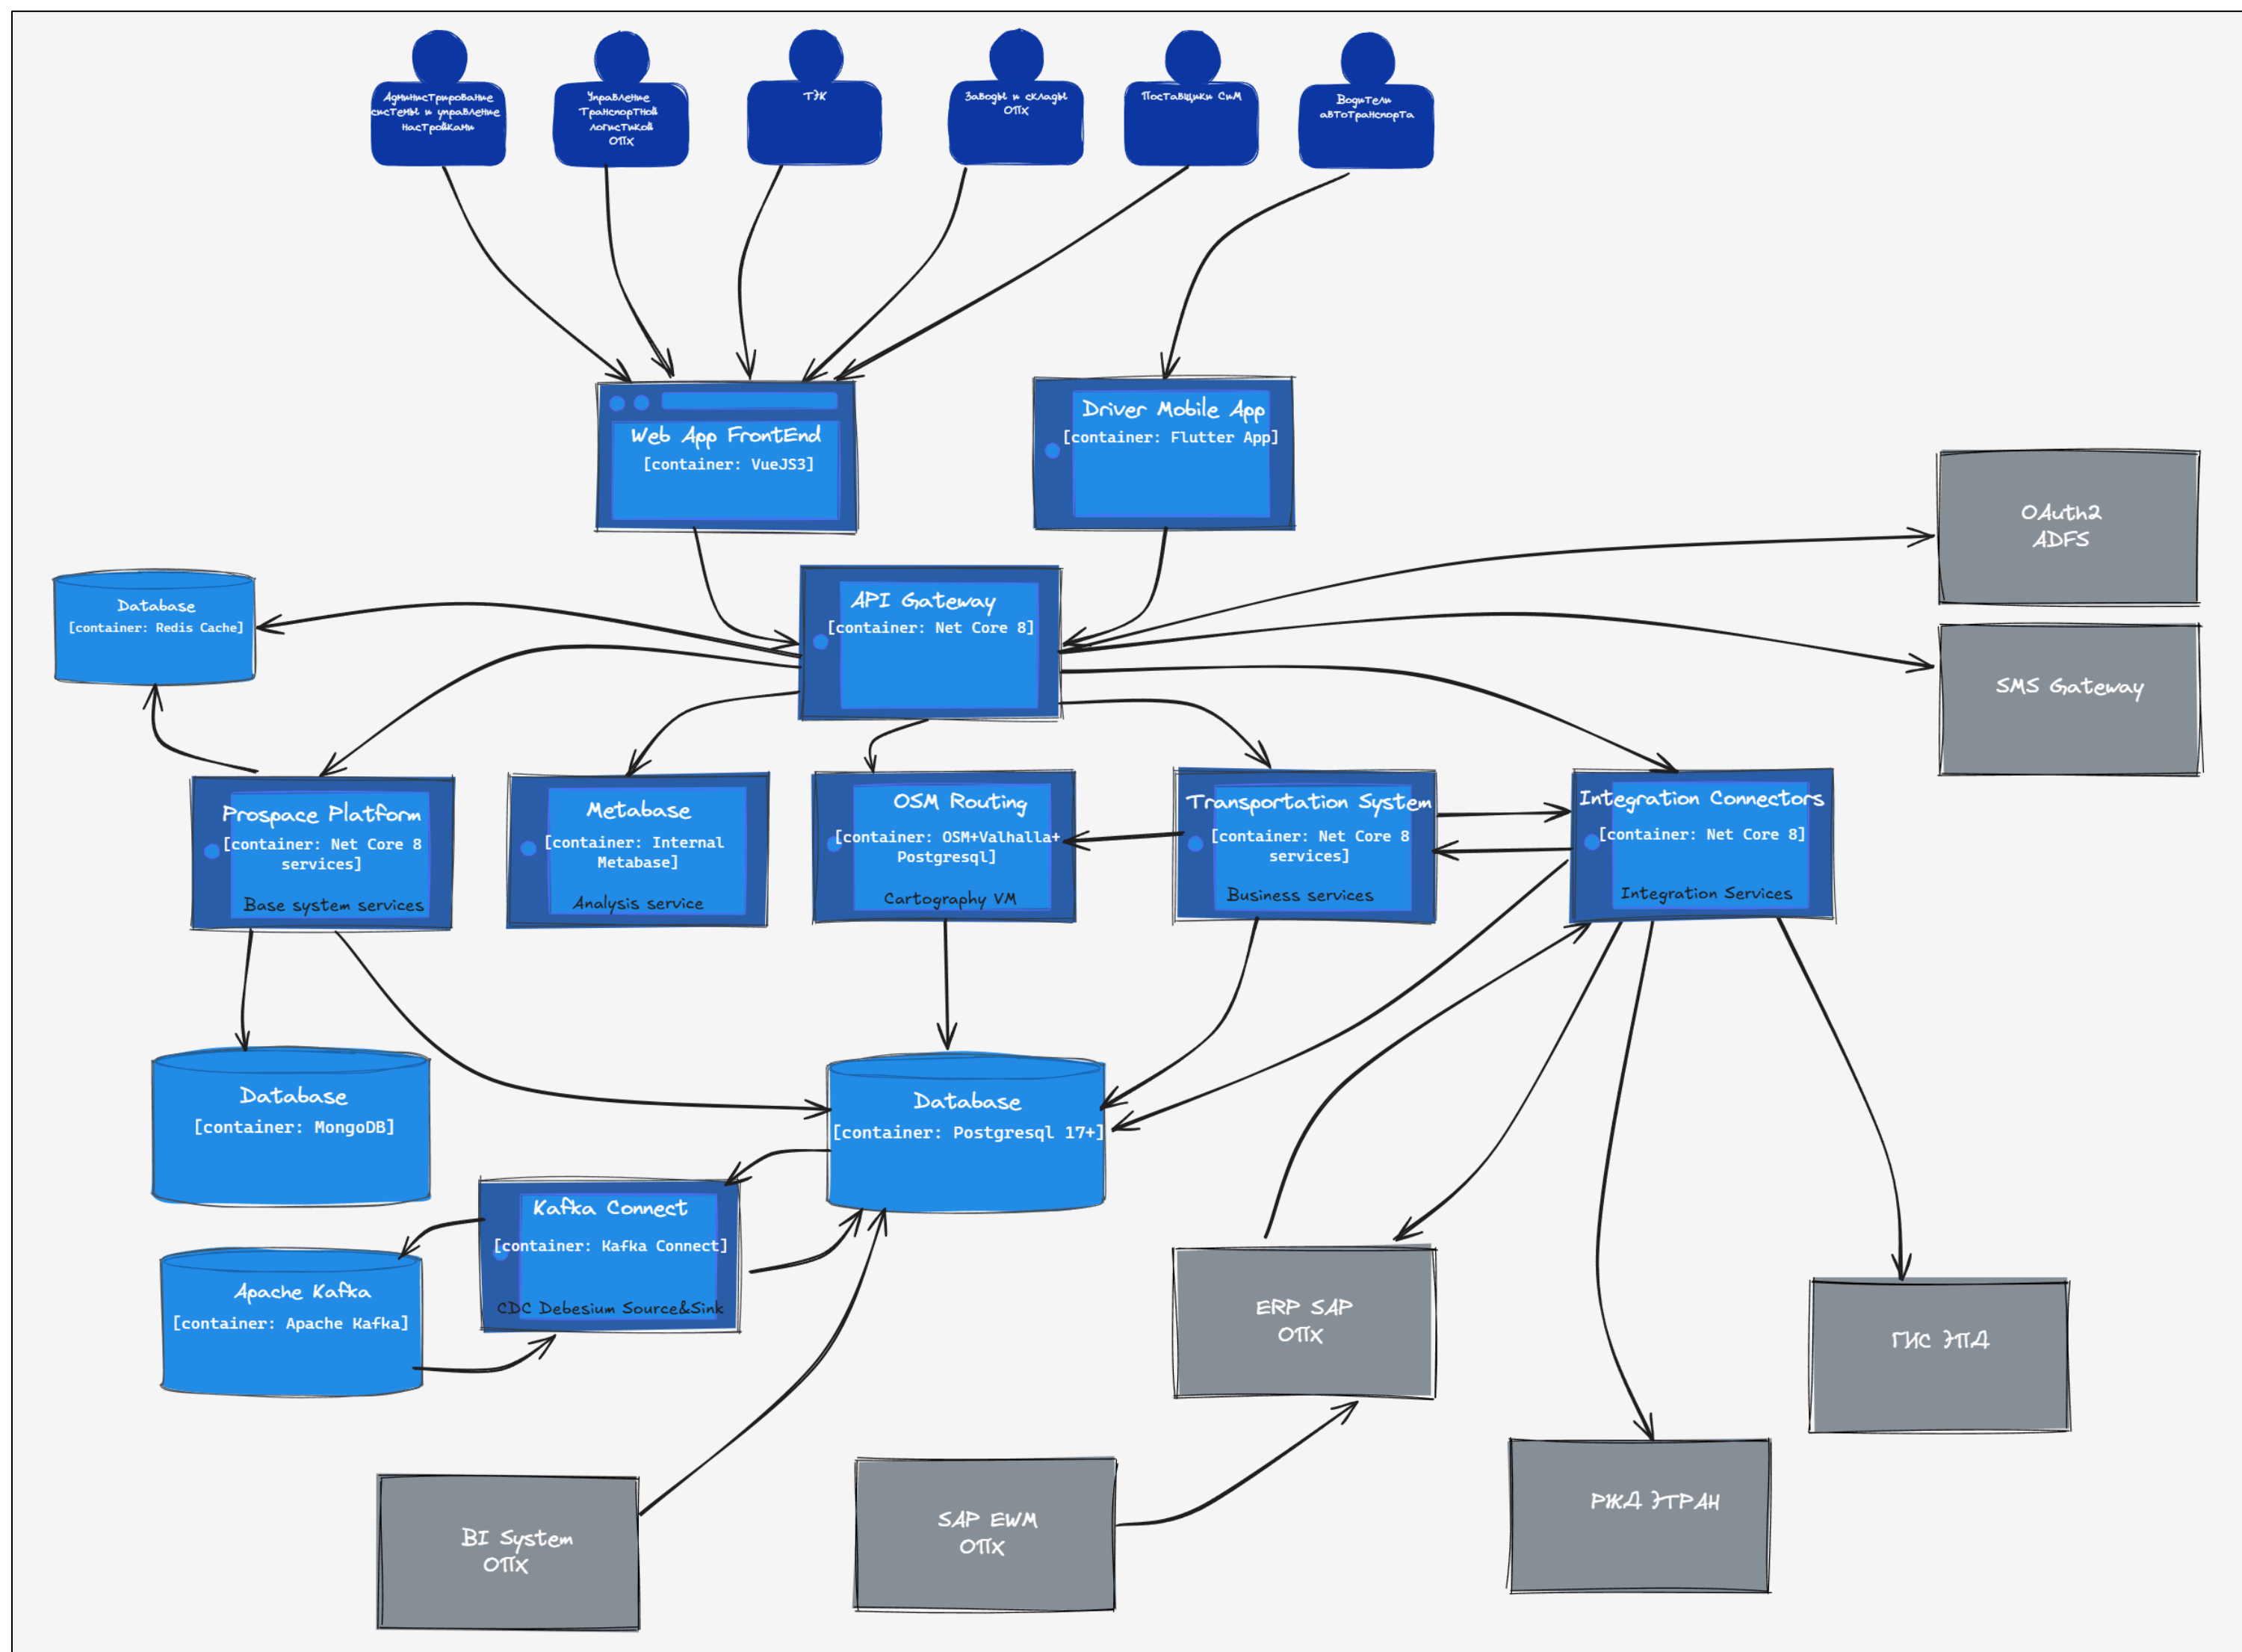 Администрирование
системы и управление
настройками
Управление
транспортной
логистикой
ОПХ
ТЭК
Заводы и склады
ОПХ
Поставщики СиМ
Водители
автотранспорта
Web App FrontEnd
[container: VueJS3]
Driver Mobile App
[container: Flutter App]
OAuth2
ADFS
Database
[container: Redis Cache]
API Gateway
[container: Net Core 8]
SMS Gateway
Prospace Platform
[container: Net Core 8
services]
Base system services
Metabase
[container: Internal
Metabase]
Analysis service
OSM Routing
[container: OSM+Valhalla+
Postgresql]
Cartography VM
Transportation System
[container: Net Core 8
services]
Business services
Integration Connectors
[container: Net Core 8]
Integration Services
Database
[container: MongoDB]
Database
[container: Postgresql 17+]
Kafka Connect
[container: Kafka Connect]
CDC Debesium Source&Sink
Apache Kafka
[container: Apache Kafka]
ERP SAP
ОПХ
ГИС ЭПД
BI System
ОПХ
SAP EWM
ОПХ
РЖД ЭТРАН